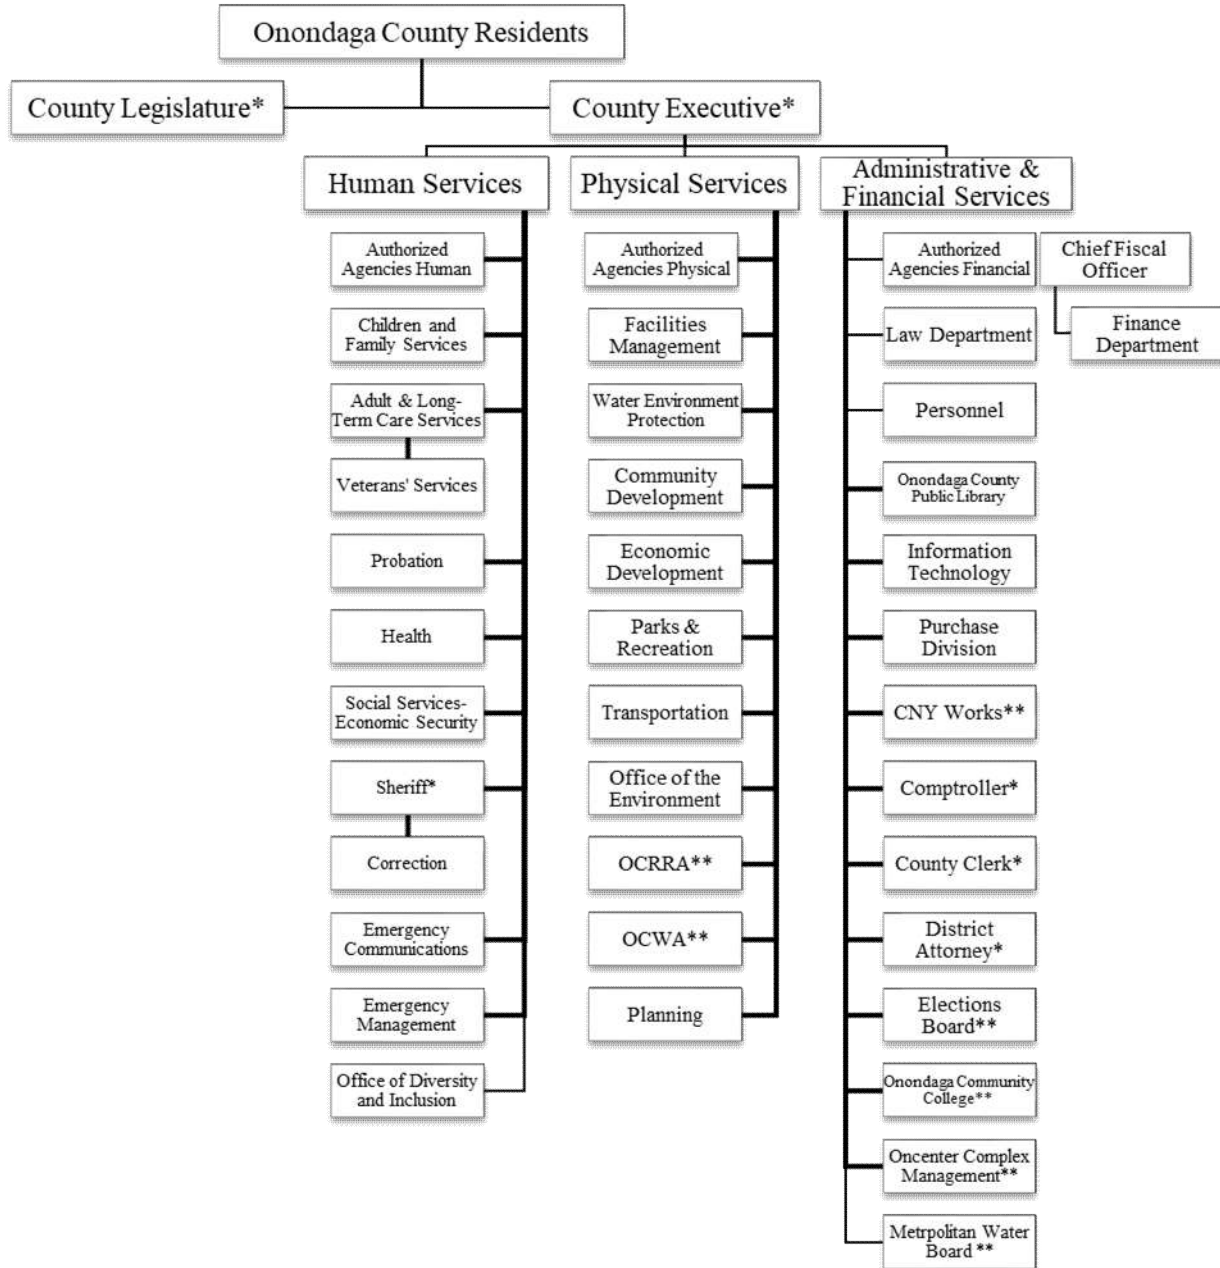 Onondaga County Residents
County Legislature*
County Executive*
Human Services
Physical Services
Administrative &
Financial Services
Authorized
Agencies Human
Children and
Family Services
Adult & Long-
Term Care Services
Veterans' Services
Probation
Health
Social Services-
Economic Security
Sheriff*
Correction
Emergency
Communications
Emergency
Management
Office of Diversity
and Inclusion
Authorized
Agencies Physical
Facilities
Management
Water Environment
Protection
Community
Development
Economic
Development
Parks &
Recreation
Transportation
Office of the
Environment
OCRRA**
OCWA**
Planning
Authorized
Agencies Financial
Law Department
Personnel
Onondaga County
Public Library
Information
Technology
Purchase
Division
CNY Works**
Comptroller*
County Clerk*
District
Attorney*
Elections
Board**
Onondaga Community
College**
Oncenter Complex
Management**
Metrpolitan Water
Board **
Chief Fiscal
Officer
Finance
Department